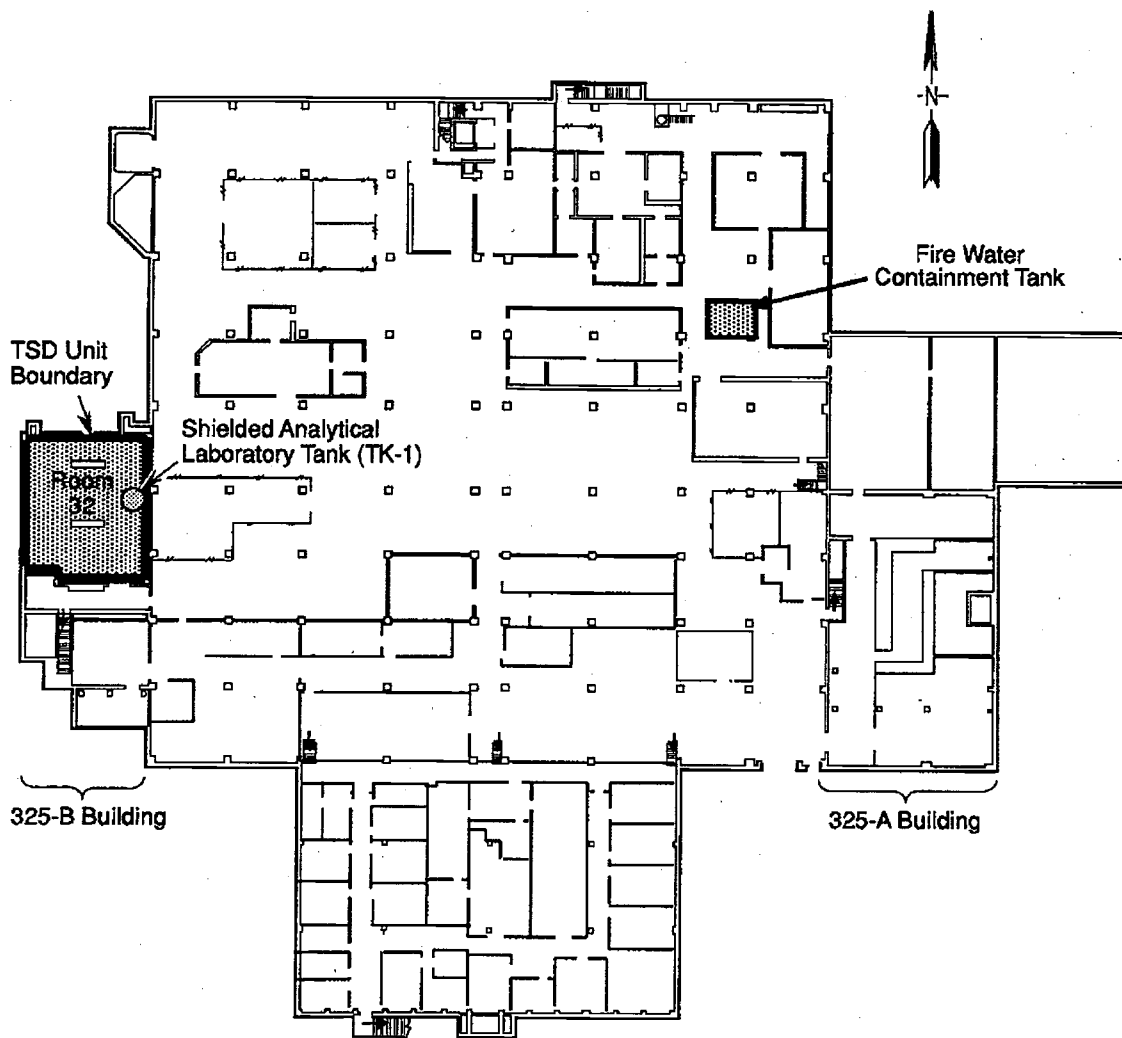 N
Fire Water
Containment Tank
TSD Unit
Boundary
Shielded Analytical
Laboratory Tank (TK-1)
Room
32
325-B Building
325-A Building